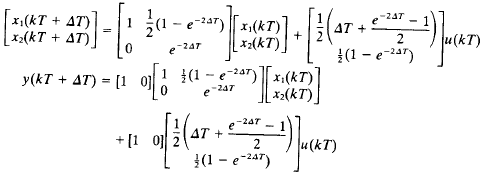 [x₁(kT + ΔT) x₂(kT + ΔT)] = [1 ½(1 − e^−2ΔT) 0 e^−2ΔT] [x₁(kT) x₂(kT)] + [½(ΔT + (e^−2ΔT − 1)/2) ½(1 − e^−2ΔT)] u(kT)
y(kT + ΔT) = [1 0] [1 ½(1 − e^−2ΔT) 0 e^−2ΔT] [x₁(kT) x₂(kT)]
+ [1 0] [½(ΔT + (e^−2ΔT − 1)/2) ½(1 − e^−2ΔT)] u(kT)